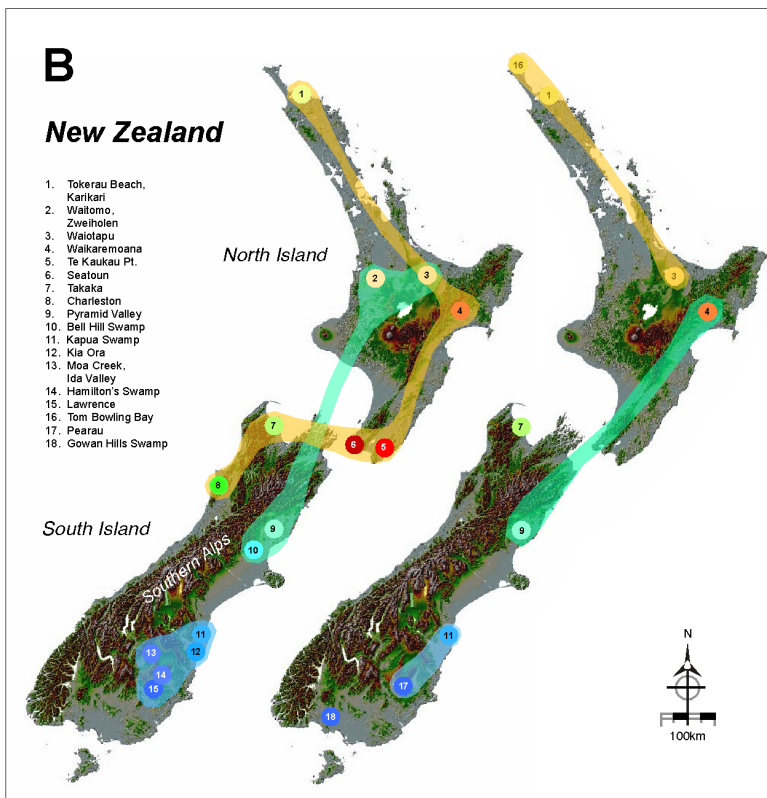 B
New Zealand
1. Tokerau Beach,
Karikari
2. Waitomo,
Zweiholen
3. Waiotapu
4. Waikaremoana
5. Te Kaukau Pt.
6. Seatoun
7. Takaka
8. Charleston
9. Pyramid Valley
10. Bell Hill Swamp
11. Kapua Swamp
12. Kia Ora
13. Moa Creek,
Ida Valley
14. Hamilton's Swamp
15. Lawrence
16. Tom Bowling Bay
17. Pearau
18. Gowan Hills Swamp
North Island
South Island
Southern Alps
1
2
3
4
5
6
7
8
9
10
11
12
13
14
15
16
1
3
4
7
9
11
17
18
N
100km